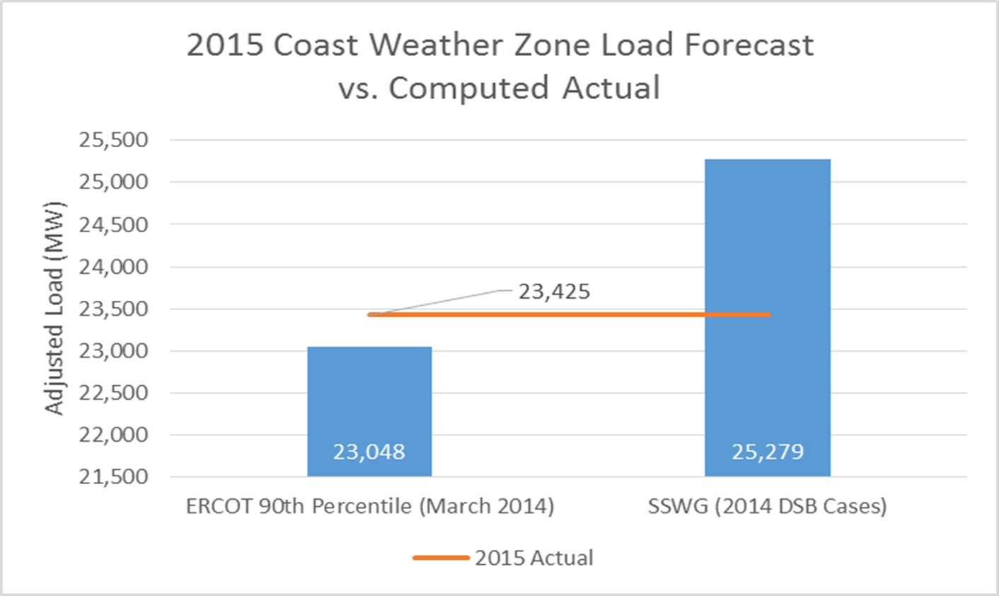 2015 Coast Weather Zone Load Forecast
vs. Computed Actual
25,500
25,000
24,500
24,000
23,500
23,000
22,500
22,000
21,500
Adjusted Load (MW)
23,425
23,048
25,279
ERCOT 90th Percentile (March 2014)
SSWG (2014 DSB Cases)
2015 Actual